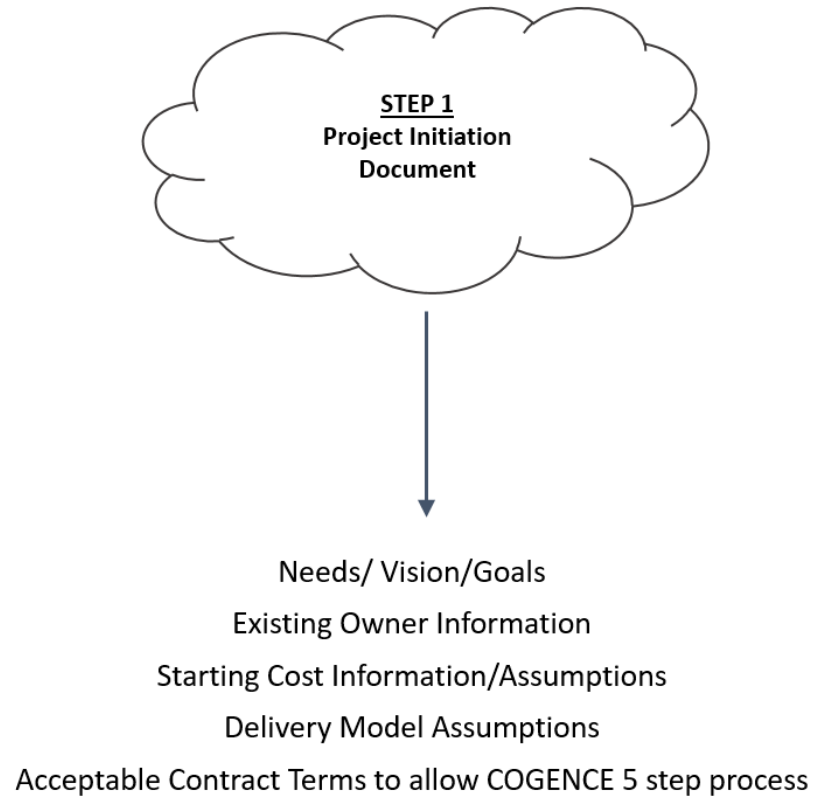 STEP 1
Project Initiation
Document
Needs/ Vision/Goals
Existing Owner Information
Starting Cost Information/Assumptions
Delivery Model Assumptions
Acceptable Contract Terms to allow COGENCE 5 step process